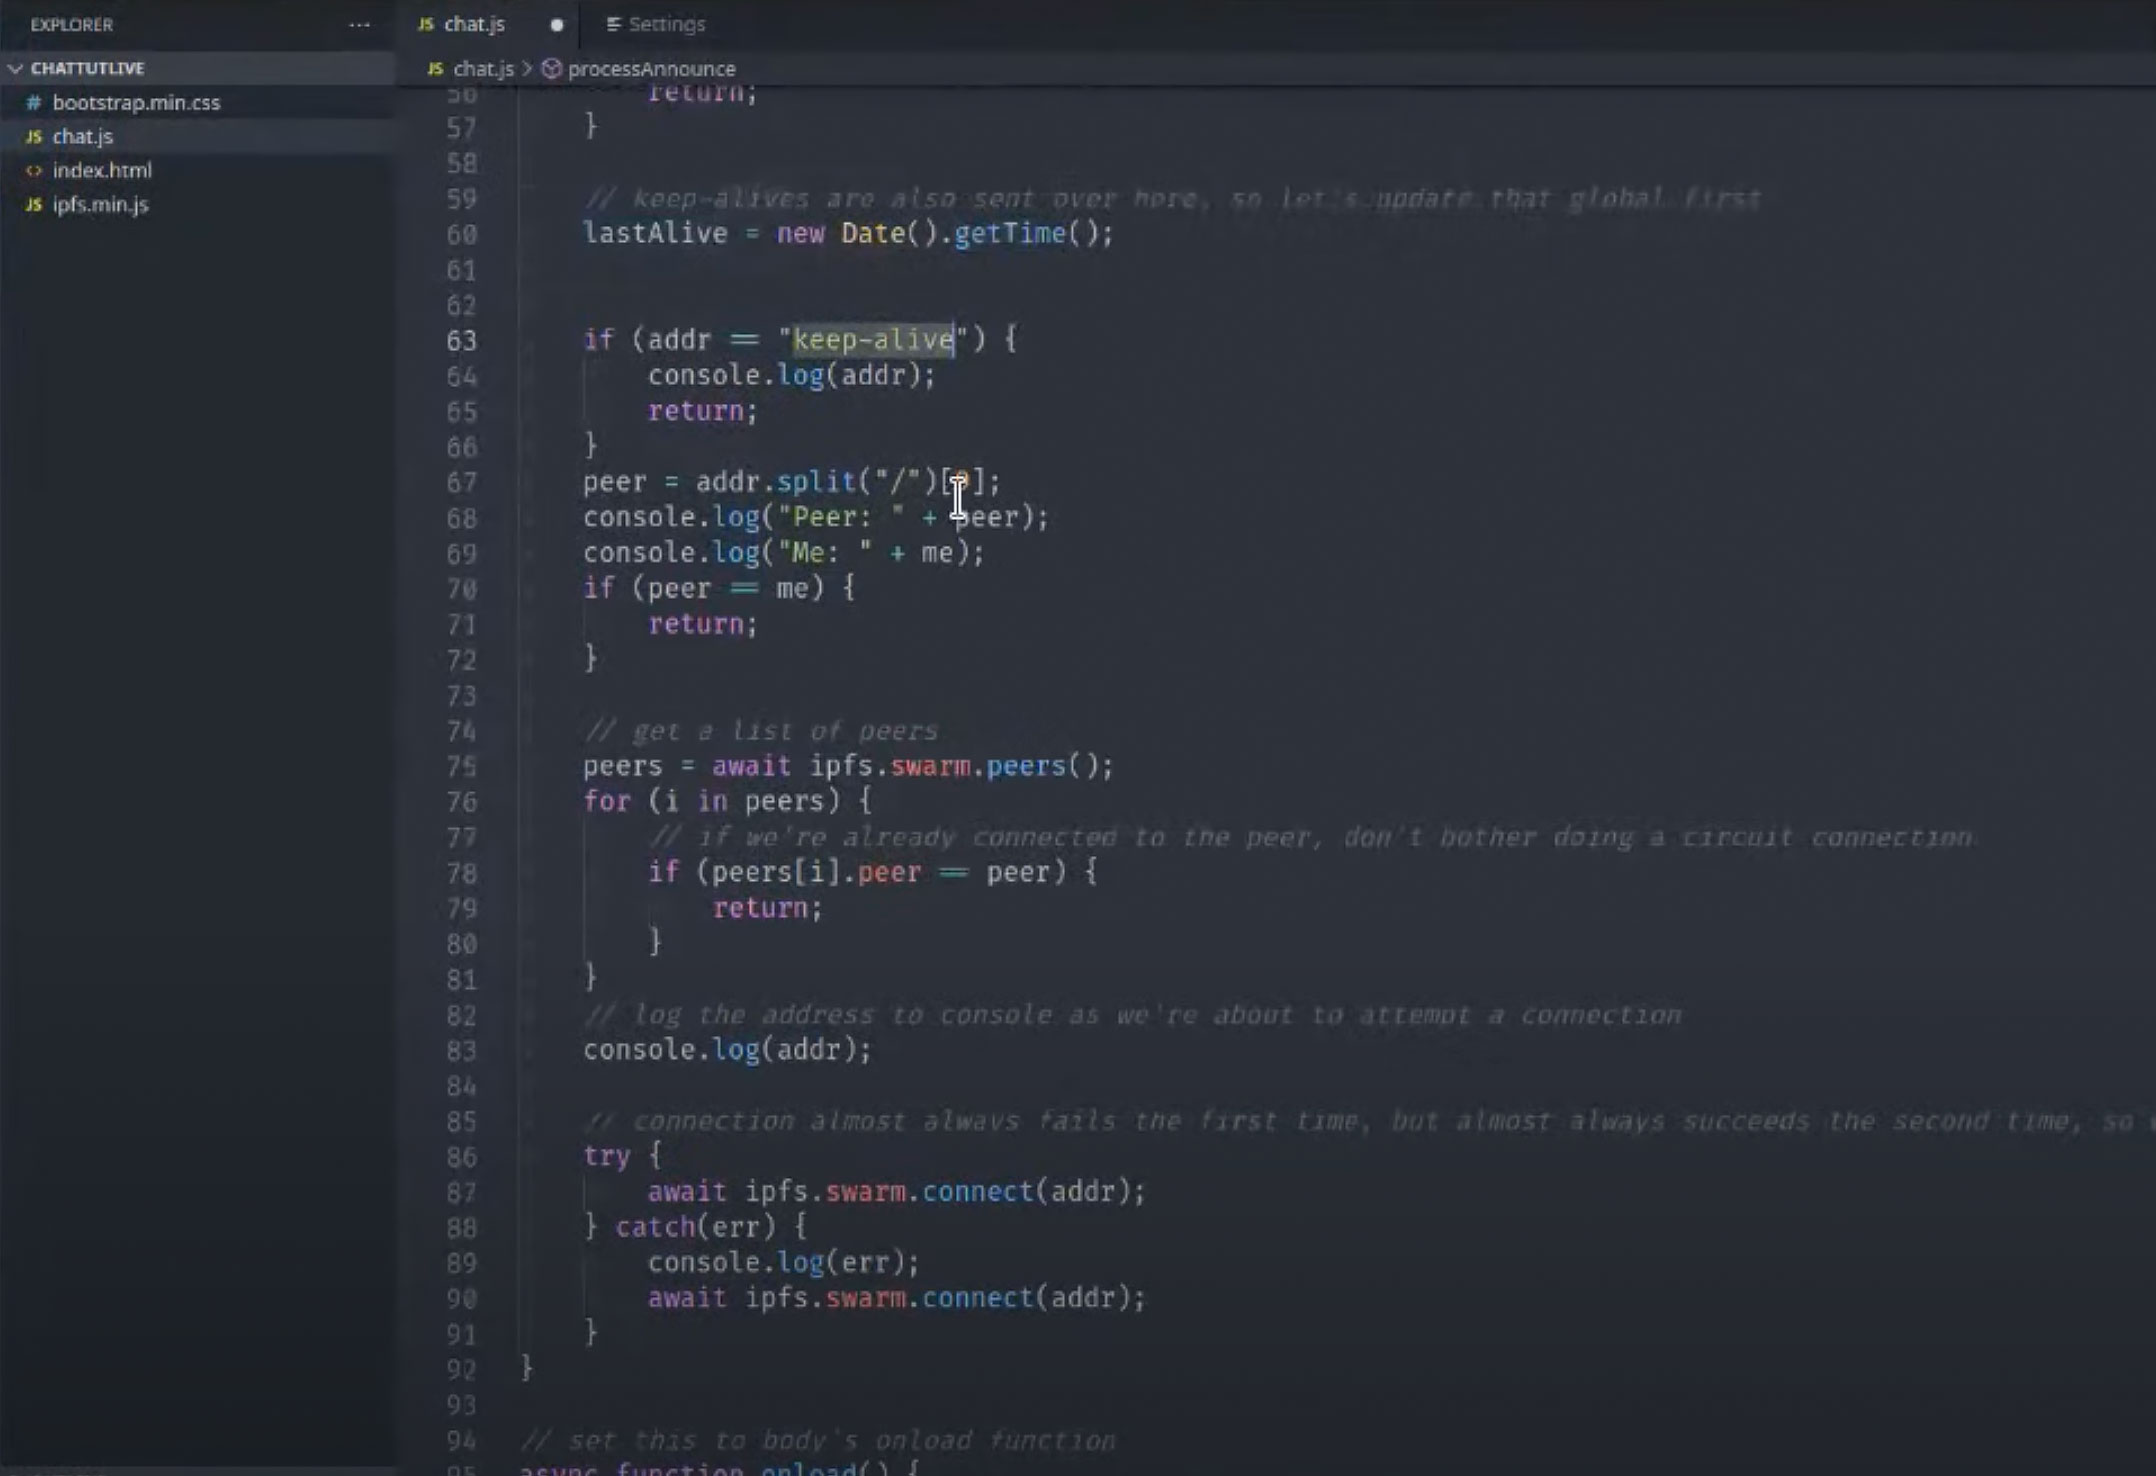 EXPLORER ···
CHATTUTLIVE
# bootstrap.min.css
JS chat.js
<> index.html
JS ipfs.min.js
JS chat.js ● Settings
JS chat.js > processAnnounce
56 return;
57 }
58
59 // keep-alives are also sent over here, so let's update that global first
60 lastAlive = new Date().getTime();
61
62
63 if (addr == "keep-alive") {
64 console.log(addr);
65 return;
66 }
67 peer = addr.split("/")[];
68 console.log("Peer: " + peer);
69 console.log("Me: " + me);
70 if (peer == me) {
71 return;
72 }
73
74 // get a list of peers
75 peers = await ipfs.swarm.peers();
76 for (i in peers) {
77 // if we're already connected to the peer, don't bother doing a circuit connection
78 if (peers[i].peer == peer) {
79 return;
80 }
81 }
82 // log the address to console as we're about to attempt a connection
83 console.log(addr);
84
85 // connection almost always fails the first time, but almost always succeeds the second time, so
86 try {
87 await ipfs.swarm.connect(addr);
88 } catch(err) {
89 console.log(err);
90 await ipfs.swarm.connect(addr);
91 }
92 }
93
94 // set this to body's onload function
95 async function onload() {